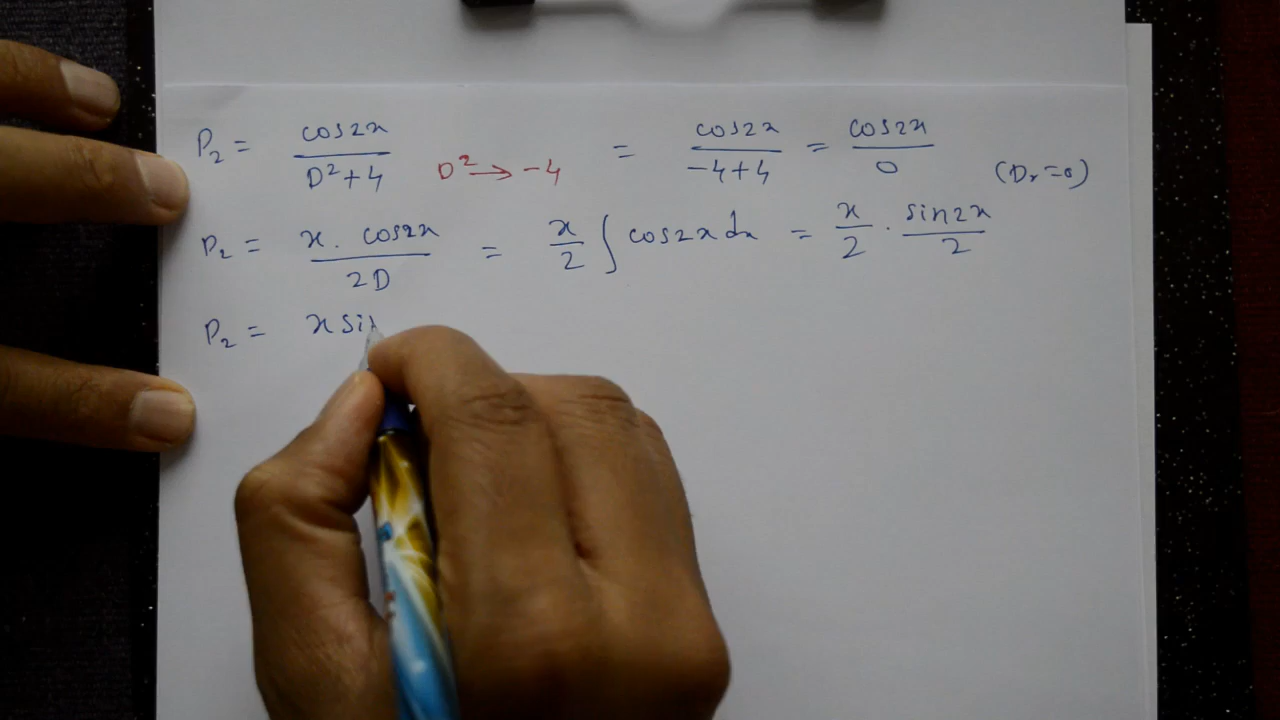 P₂ = cos2x / D²+4 D² → -4 = cos2x / -4+4 = cos2x / 0 (Dr=0)
P₂ = x. cos2x / 2D = x/2 ∫ cos2x dx = x/2 . sin2x / 2
P₂ = x sin